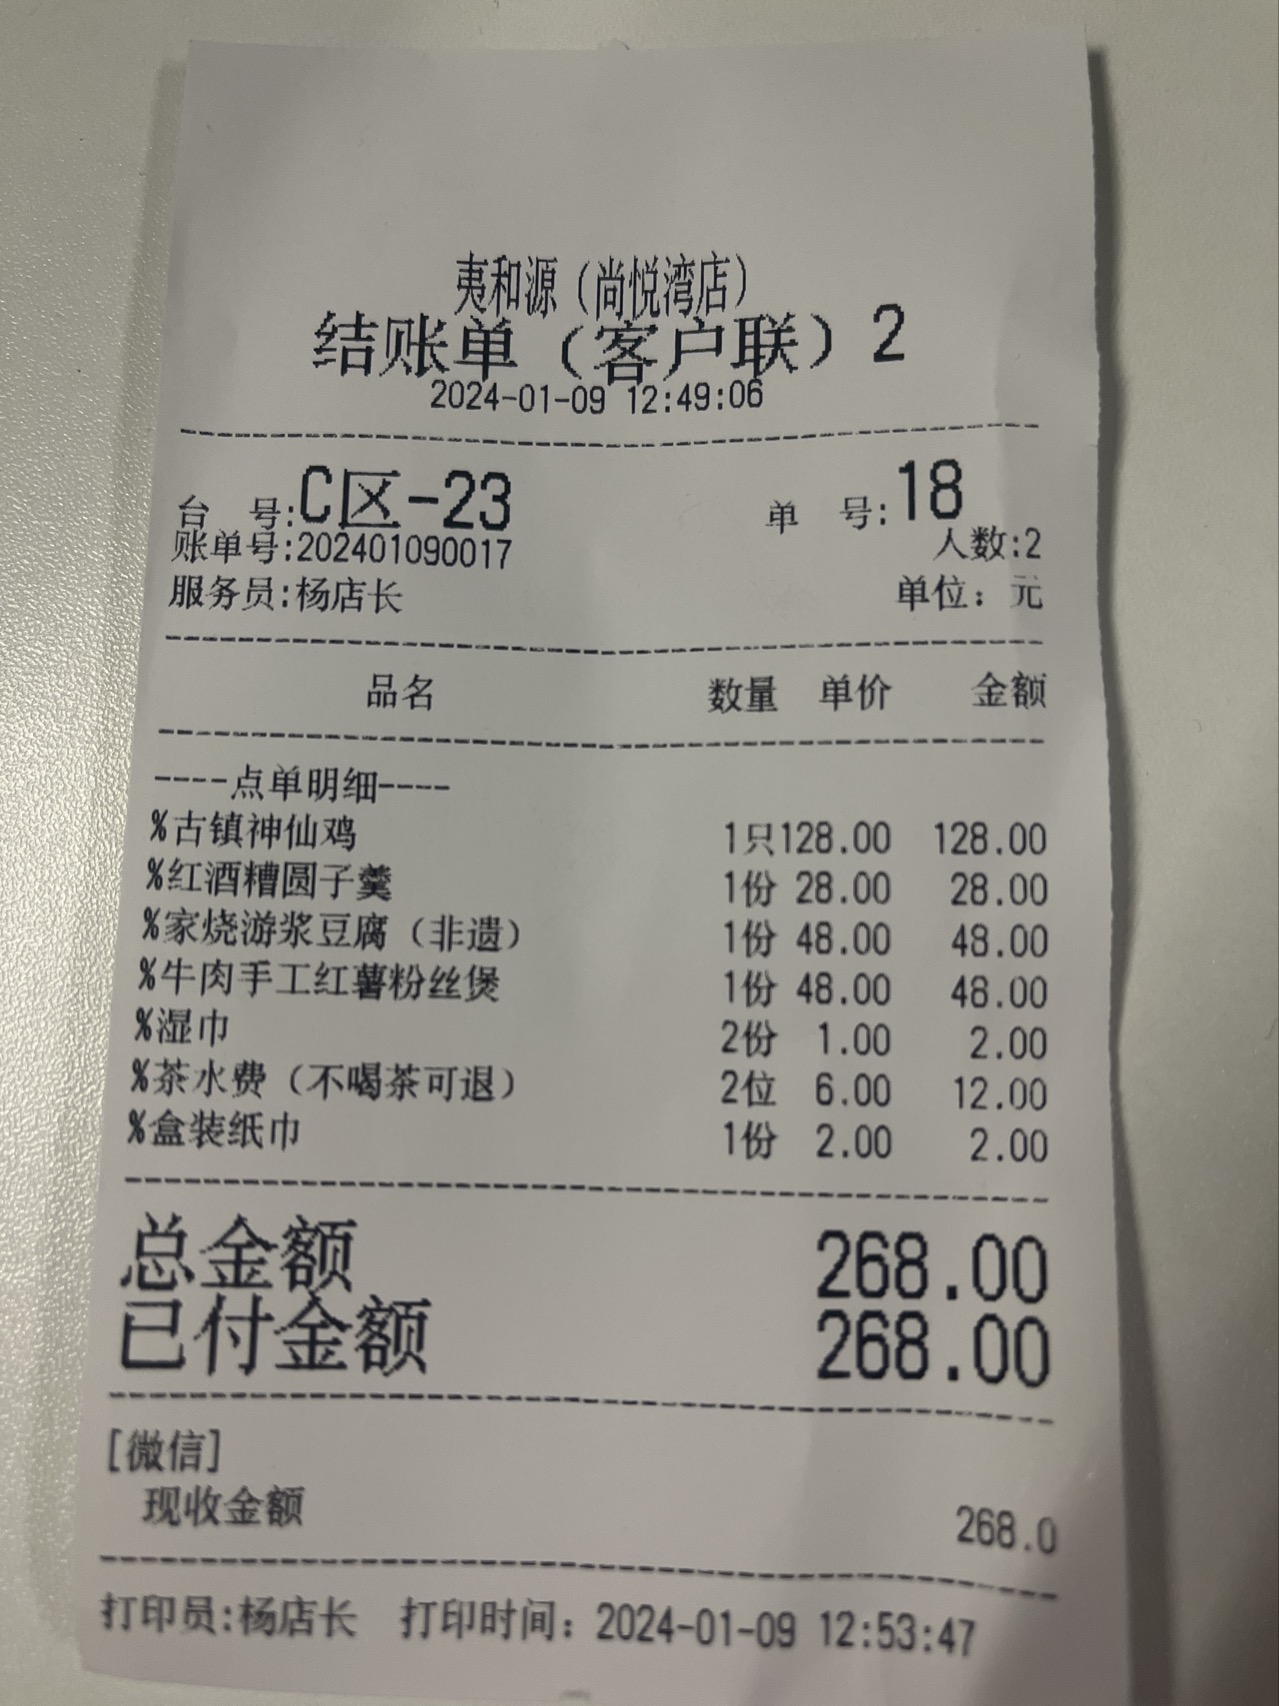 夷和源（尚悦湾店）
结账单（客户联）2
2024-01-09 12:49:06
台 号:C区-23 单 号:18
账单号:202401090017 人数:2
服务员:杨店长 单位：元
品名 数量 单价 金额
----点单明细----
%古镇神仙鸡 1只128.00 128.00
%红酒糟圆子羹 1份 28.00 28.00
%家烧游浆豆腐（非遗） 1份 48.00 48.00
%牛肉手工红薯粉丝煲 1份 48.00 48.00
%湿巾 2份 1.00 2.00
%茶水费（不喝茶可退） 2位 6.00 12.00
%盒装纸巾 1份 2.00 2.00
总金额 268.00
已付金额 268.00
[微信]
现收金额 268.0
打印员:杨店长 打印时间：2024-01-09 12:53:47